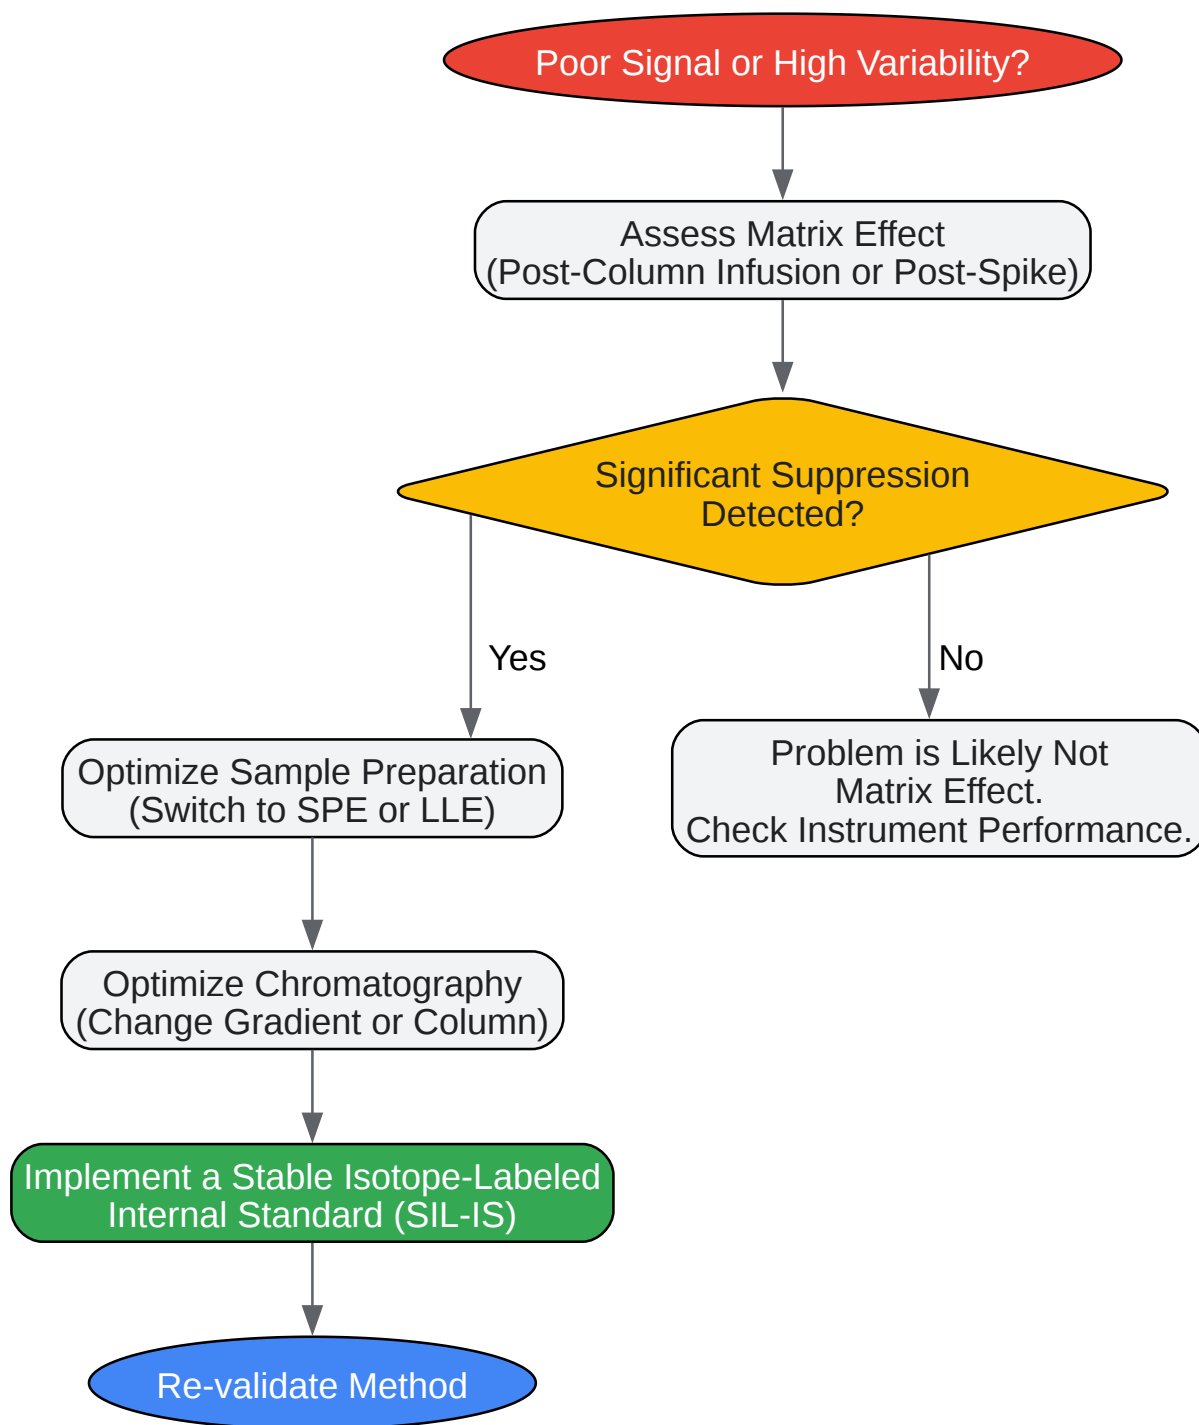 Poor Signal or High Variability?
Assess Matrix Effect
(Post-Column Infusion or Post-Spike)
Significant Suppression
Detected?
Yes
No
Optimize Sample Preparation
(Switch to SPE or LLE)
Problem is Likely Not
Matrix Effect.
Check Instrument Performance.
Optimize Chromatography
(Change Gradient or Column)
Implement a Stable Isotope-Labeled
Internal Standard (SIL-IS)
Re-validate Method